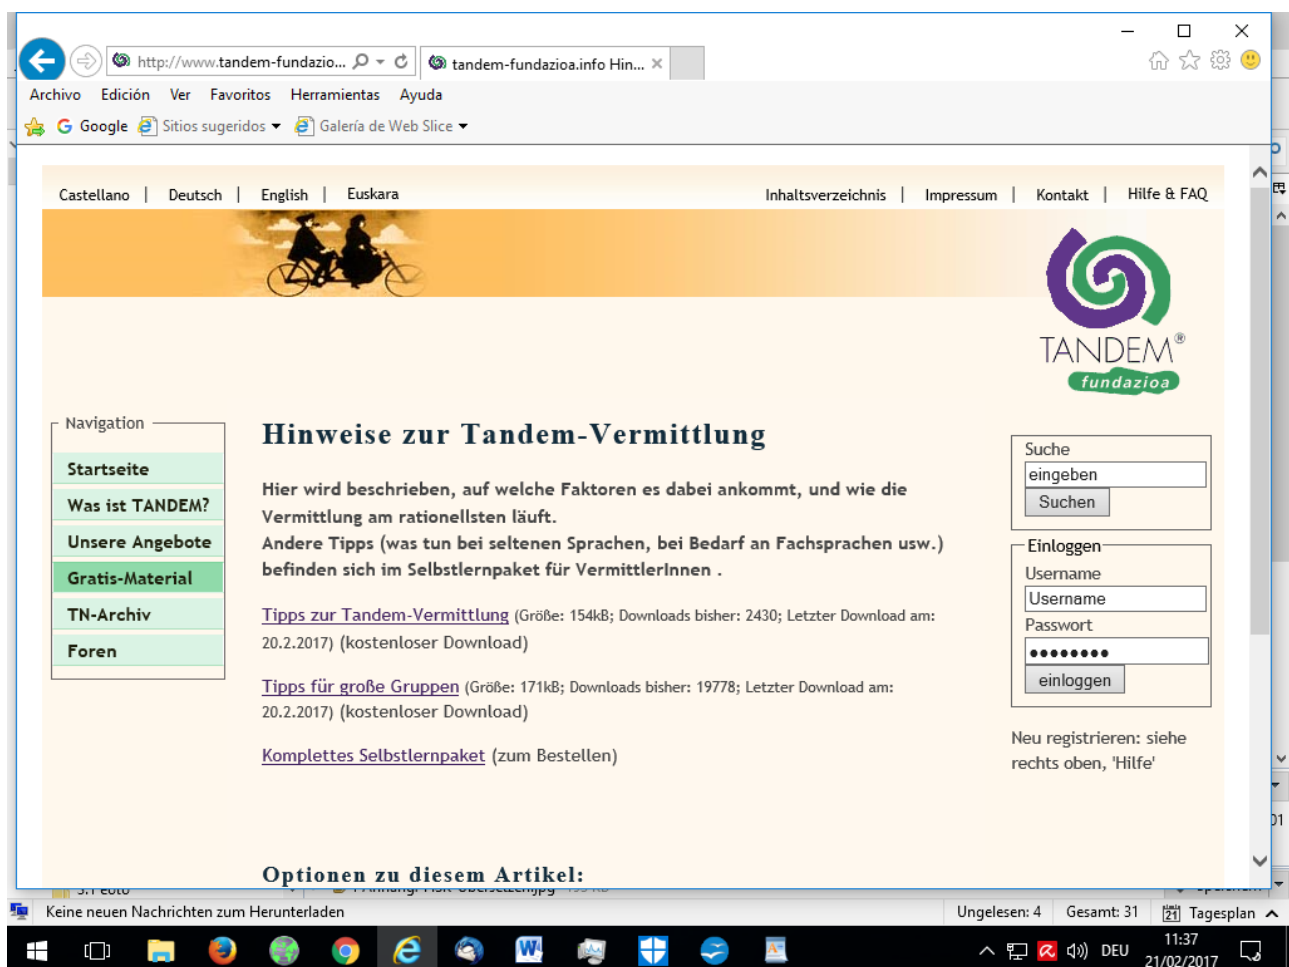 http://www.tandem-fundazio...
tandem-fundazioa.info Hin...
Archivo Edición Ver Favoritos Herramientas Ayuda
Google Sitios sugeridos Galería de Web Slice
Castellano | Deutsch | English | Euskara
Inhaltsverzeichnis | Impressum | Kontakt | Hilfe & FAQ
TANDEM®
fundazioa
Navigation
Startseite
Was ist TANDEM?
Unsere Angebote
Gratis-Material
TN-Archiv
Foren
Hinweise zur Tandem-Vermittlung
Hier wird beschrieben, auf welche Faktoren es dabei ankommt, und wie die
Vermittlung am rationellsten läuft.
Andere Tipps (was tun bei seltenen Sprachen, bei Bedarf an Fachsprachen usw.)
befinden sich im Selbstlernpaket für VermittlerInnen .
Tipps zur Tandem-Vermittlung (Größe: 154kB; Downloads bisher: 2430; Letzter Download am:
20.2.2017) (kostenloser Download)
Tipps für große Gruppen (Größe: 171kB; Downloads bisher: 19778; Letzter Download am:
20.2.2017) (kostenloser Download)
Komplettes Selbstlernpaket (zum Bestellen)
Optionen zu diesem Artikel:
Suche
eingeben
Suchen
Einloggen
Username
Username
Passwort
einloggen
Neu registrieren: siehe
rechts oben, 'Hilfe'
Keine neuen Nachrichten zum Herunterladen
Ungelesen: 4 Gesamt: 31 21 Tagesplan
DEU
11:37
21/02/2017